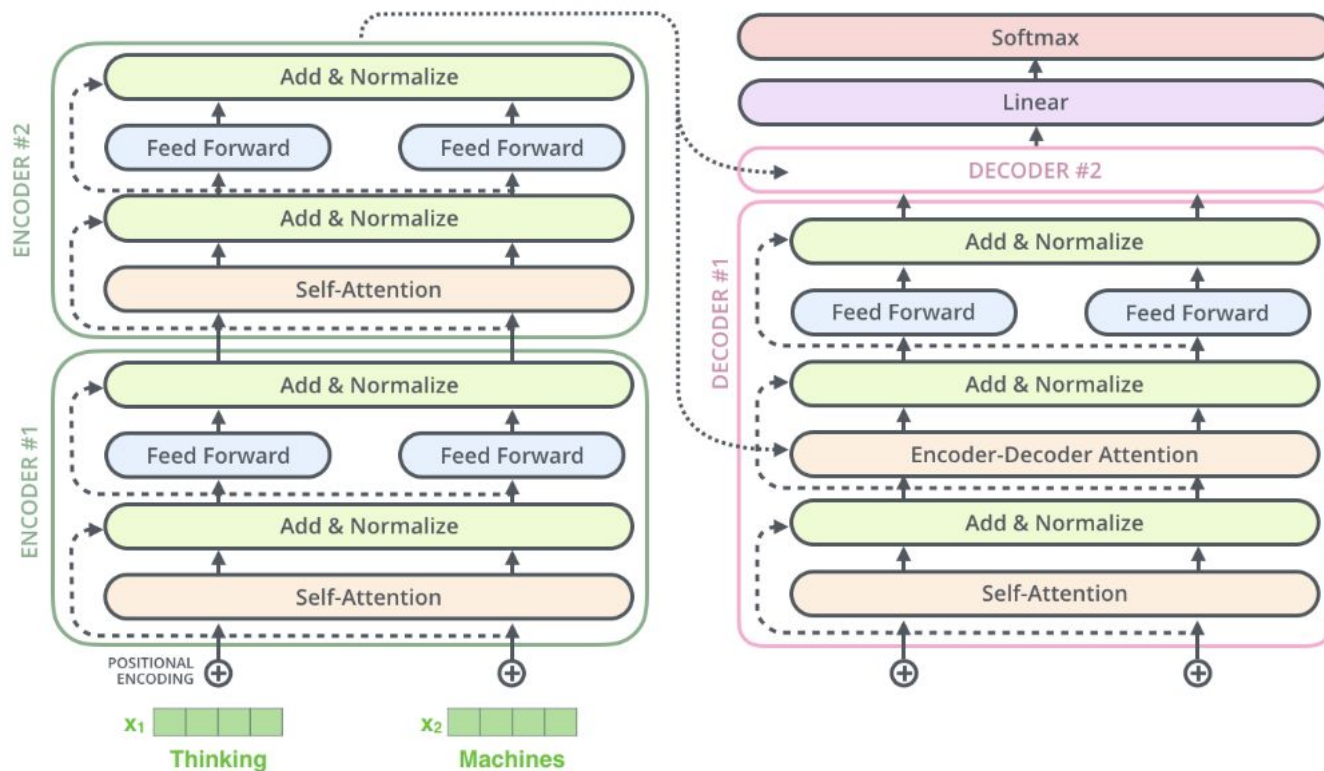 ENCODER #2
Add & Normalize
Feed Forward
Feed Forward
Add & Normalize
Self-Attention
ENCODER #1
Add & Normalize
Feed Forward
Feed Forward
Add & Normalize
Self-Attention
POSITIONAL
ENCODING
x₁
x₂
Thinking
Machines
Softmax
Linear
DECODER #2
DECODER #1
Add & Normalize
Feed Forward
Feed Forward
Add & Normalize
Encoder-Decoder Attention
Add & Normalize
Self-Attention